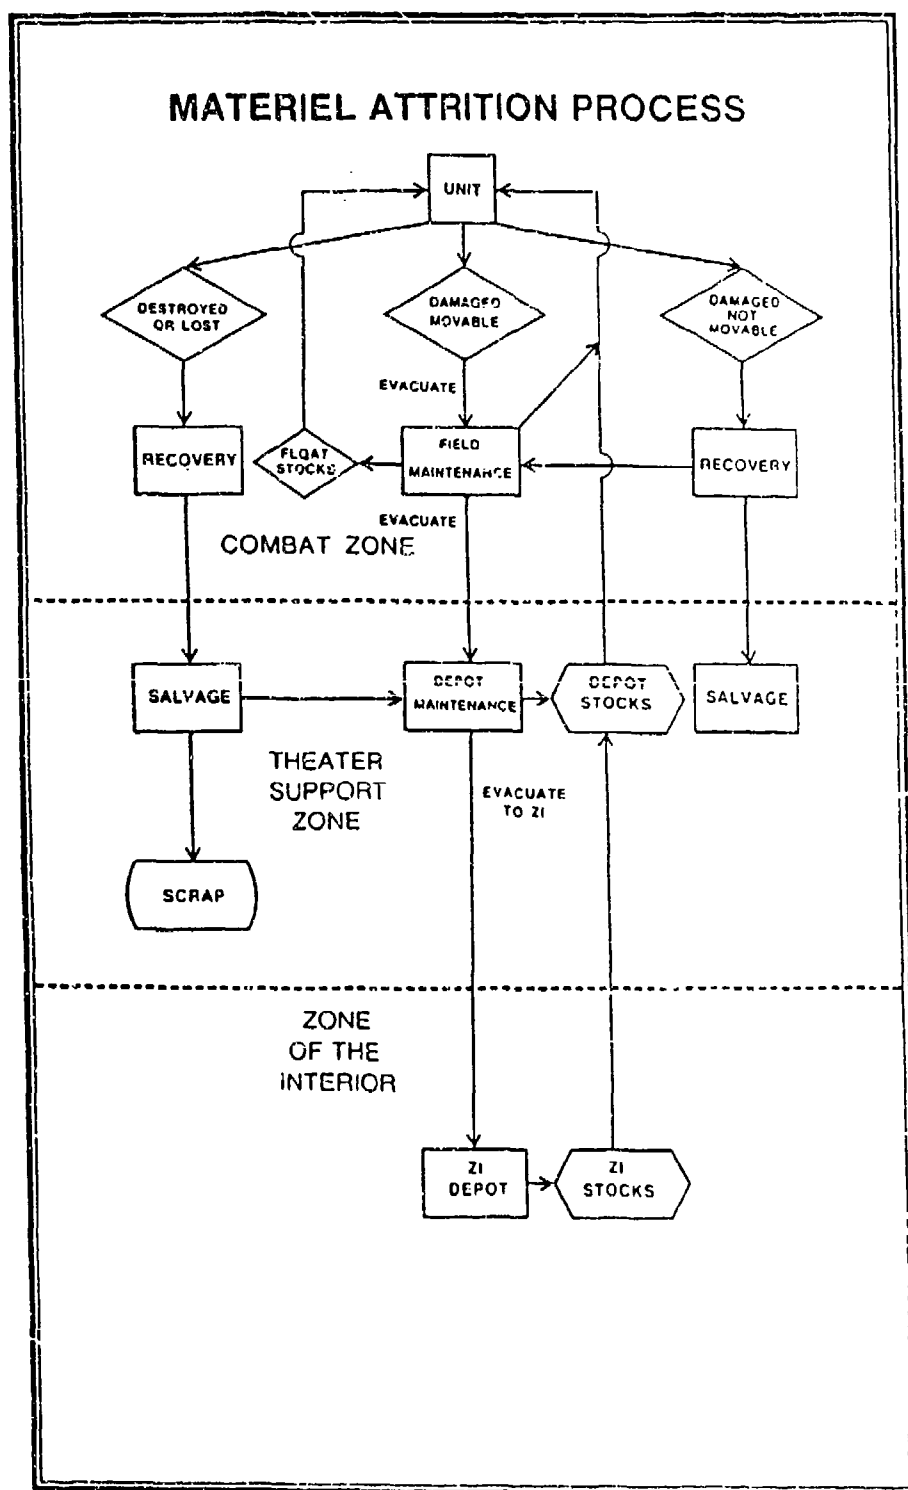 MATERIEL ATTRITION PROCESS
UNIT
DESTROYED
OR LOST
DAMAGED
MOVABLE
DAMAGED
NOT
MOVABLE
EVACUATE
RECOVERY
FLOAT
STOCKS
FIELD
MAINTENANCE
RECOVERY
EVACUATE
COMBAT ZONE
SALVAGE
DEPOT
MAINTENANCE
DEPOT
STOCKS
SALVAGE
THEATER
SUPPORT
ZONE
EVACUATE
TO ZI
SCRAP
ZONE
OF THE
INTERIOR
ZI
DEPOT
ZI
STOCKS